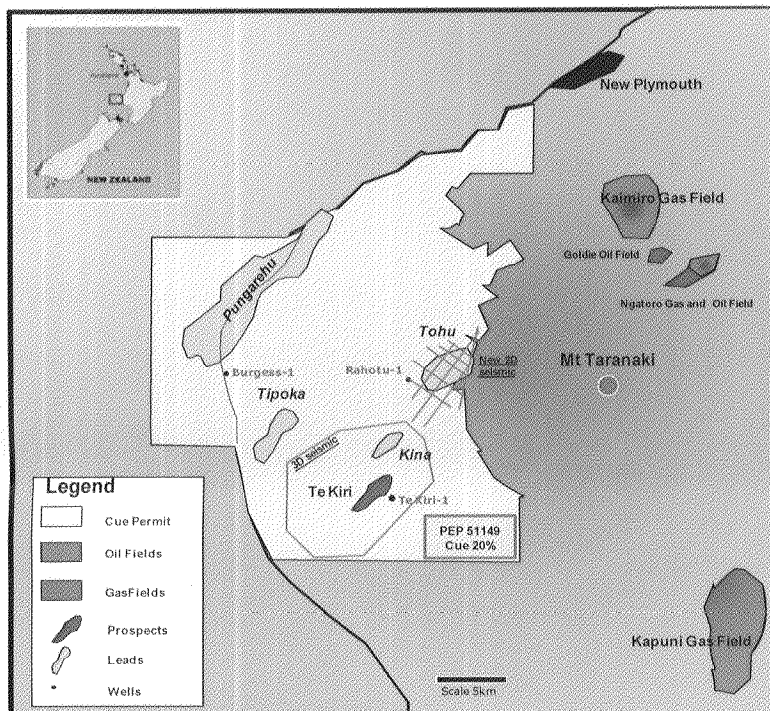 NEW ZEALAND
New Plymouth
Kaimiro Gas Field
Goldie Oil Field
Ngatoro Gas and Oil Field
Pungarehu
Tohu
New 2D
seismic
Mt Taranaki
Burgess-1
Rahotu-1
Tipoka
3D seismic
Kina
Te Kiri
Te Kiri-1
PEP 51149
Cue 20%
Legend
Cue Permit
Oil Fields
GasFields
Prospects
Leads
Wells
Kapuni Gas Field
Scale 5km